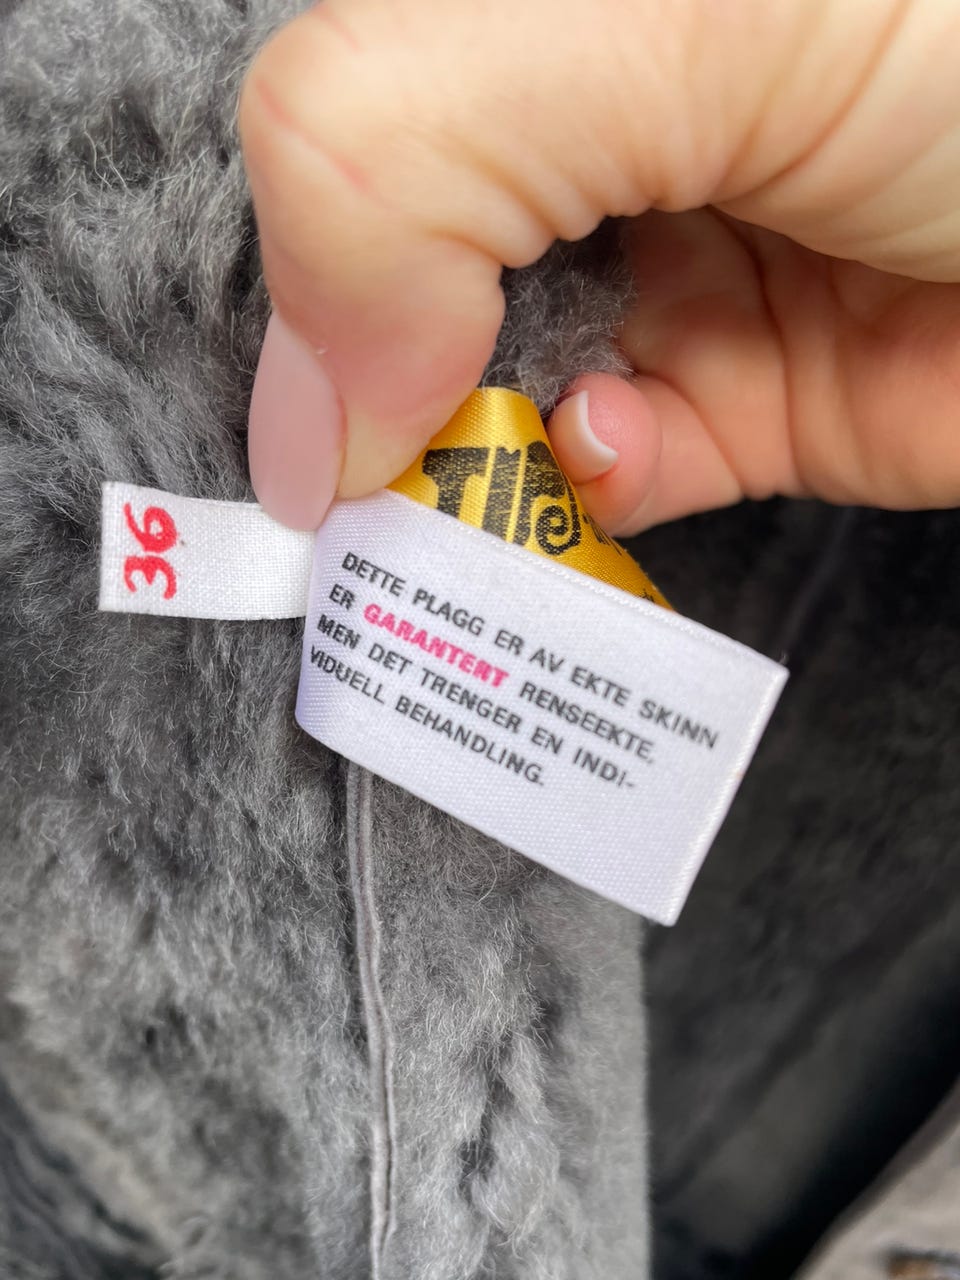 36
DETTE PLAGG ER AV EKTE SKINN
ER GARANTERT RENSEEKTE,
MEN DET TRENGER EN INDI-
VIDUELL BEHANDLING.